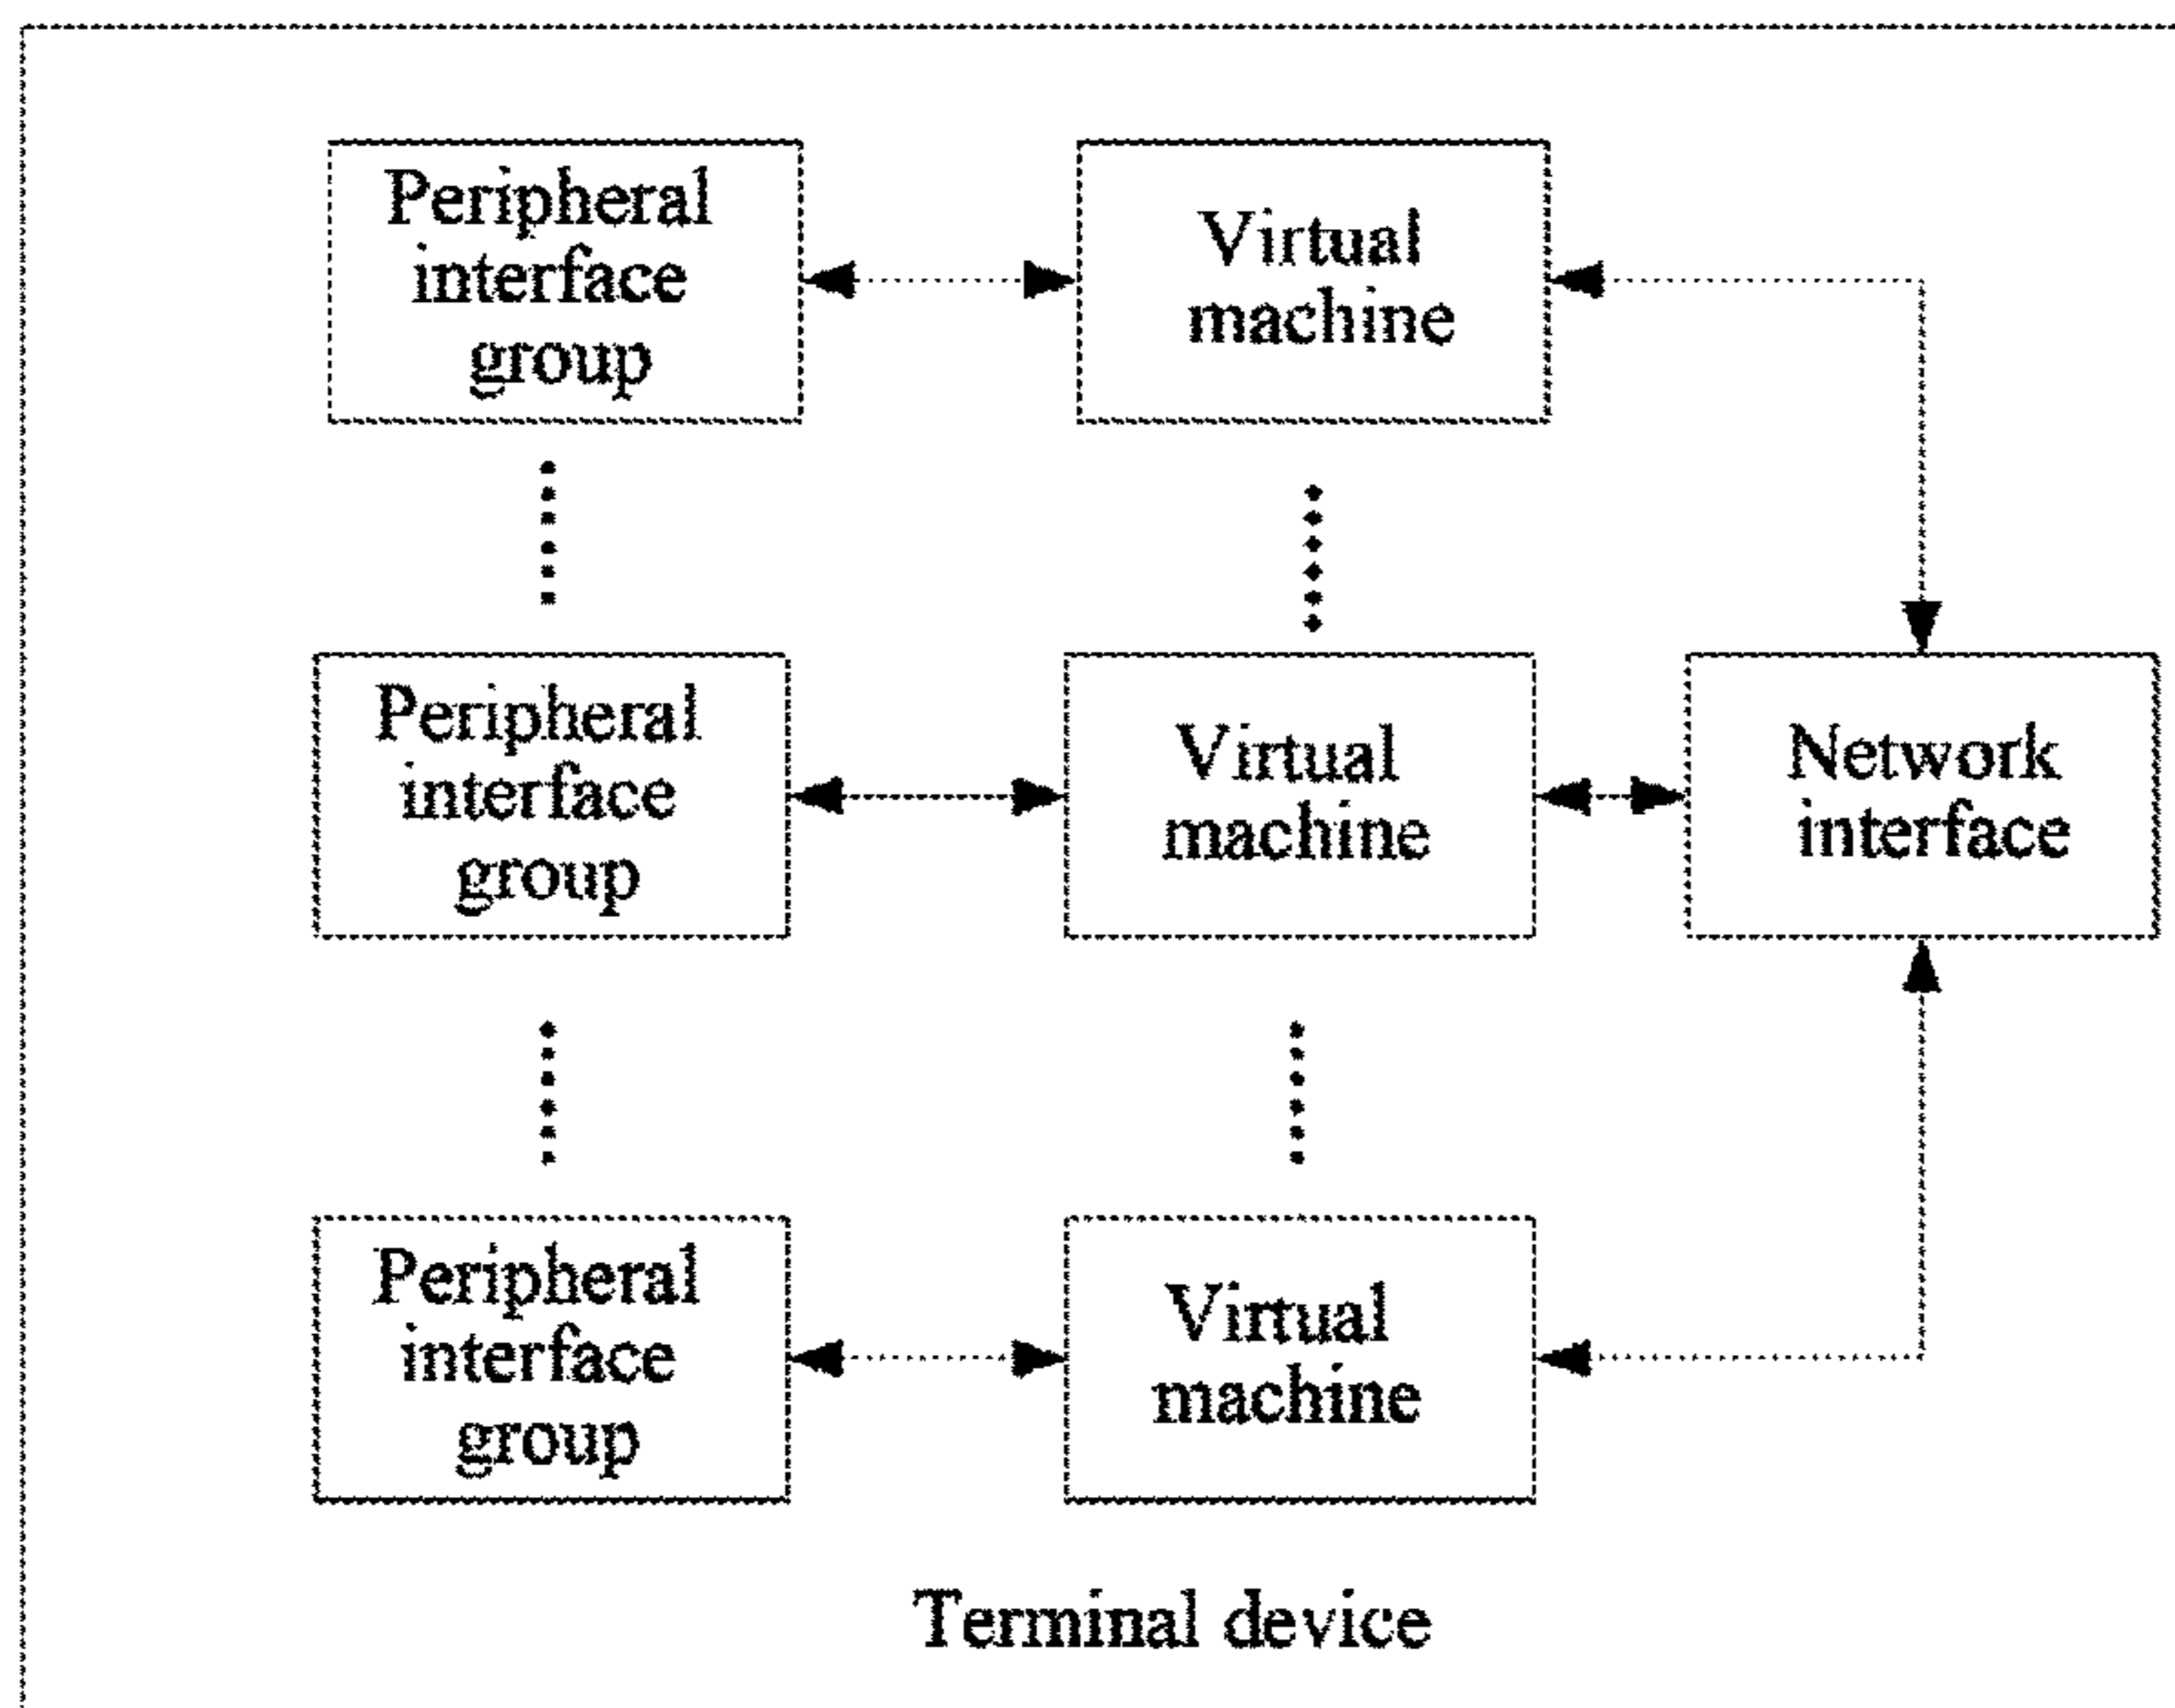 Peripheral
interface
group
Virtual
machine
Peripheral
interface
group
Virtual
machine
Network
interface
Peripheral
interface
group
Virtual
machine
Terminal device